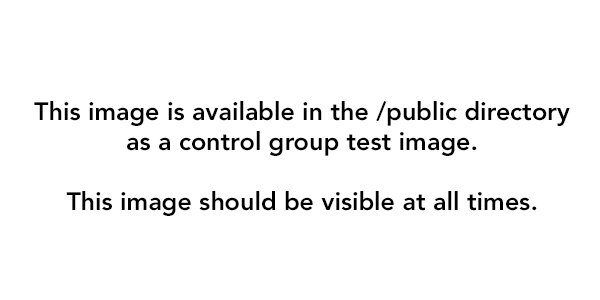 This image is available in the /public directory
as a control group test image.
This image should be visible at all times.